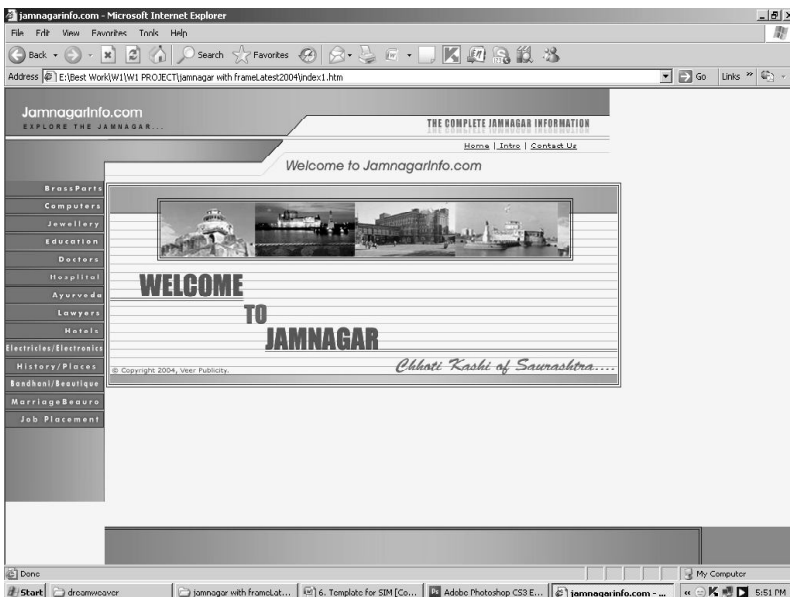 jamnagarinfo.com - Microsoft Internet Explorer
File Edit View Favorites Tools Help
Back Search Favorites
Address E:\Best Work\W1\W1 PROJECT\jamnagar with frameLatest2004\index1.htm Go Links »
JamnagarInfo.com
EXPLORE THE JAMNAGAR...
THE COMPLETE JAMNAGAR INFORMATION
Home | Intro | Contact Us
Welcome to JamnagarInfo.com
BrassParts
Computers
Jewellery
Education
Doctors
Hospitol
Ayurveda
Lawyers
Hotels
Electricles/Electronics
History/Places
Bandhani/Beautique
MarriageBeauro
Job Placement
WELCOME
TO
JAMNAGAR
Chhoti Kashi of Saurashtra....
© Copyright 2004, Veer Publicity.
Done My Computer
Start dreamweaver jamnagar with frameLat... 6. Template for SIM [Co... Adobe Photoshop CS3 E... jamnagarinfo.com - ... « 5:51 PM